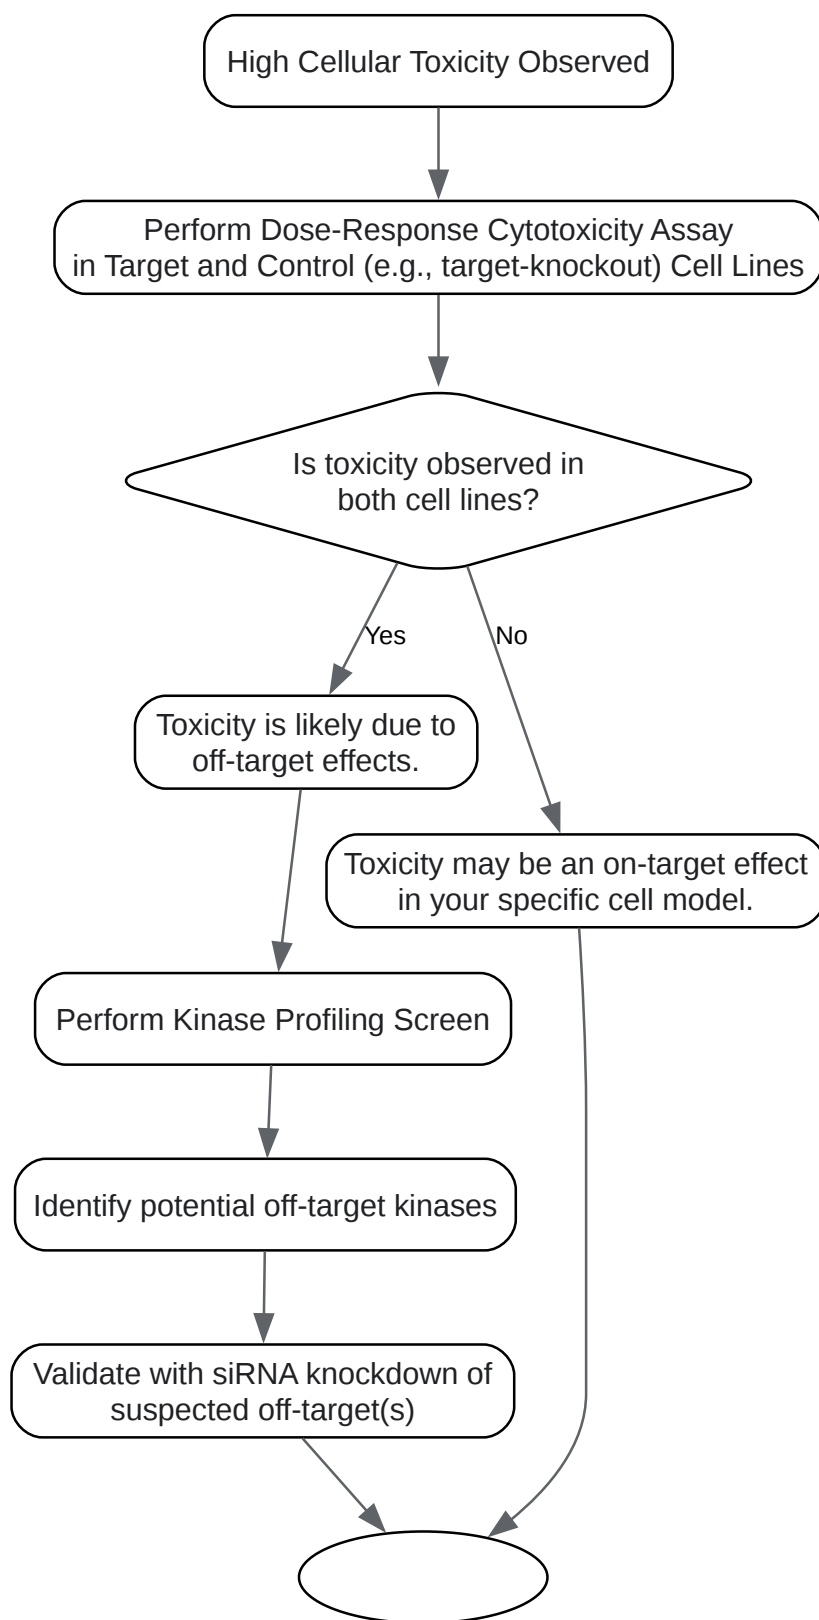 High Cellular Toxicity Observed
Perform Dose-Response Cytotoxicity Assay
in Target and Control (e.g., target-knockout) Cell Lines
Is toxicity observed in
both cell lines?
Yes
No
Toxicity is likely due to
off-target effects.
Toxicity may be an on-target effect
in your specific cell model.
Perform Kinase Profiling Screen
Identify potential off-target kinases
Validate with siRNA knockdown of
suspected off-target(s)